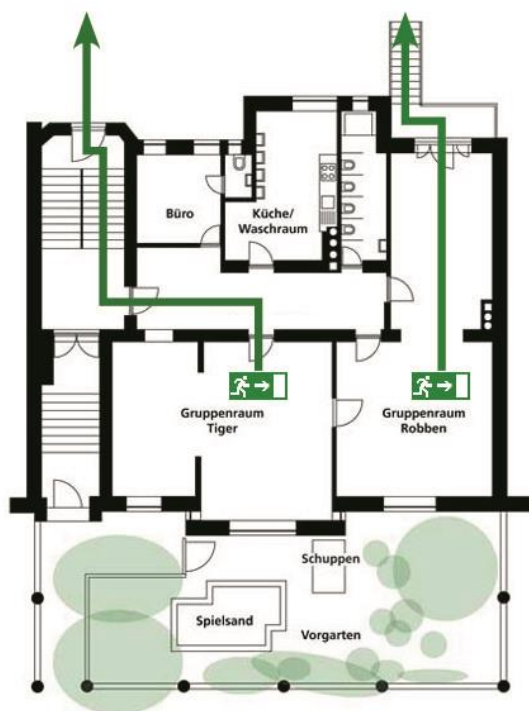 Büro
Küche/
Waschraum
Gruppenraum
Tiger
Gruppenraum
Robben
Schuppen
Spielsand
Vorgarten